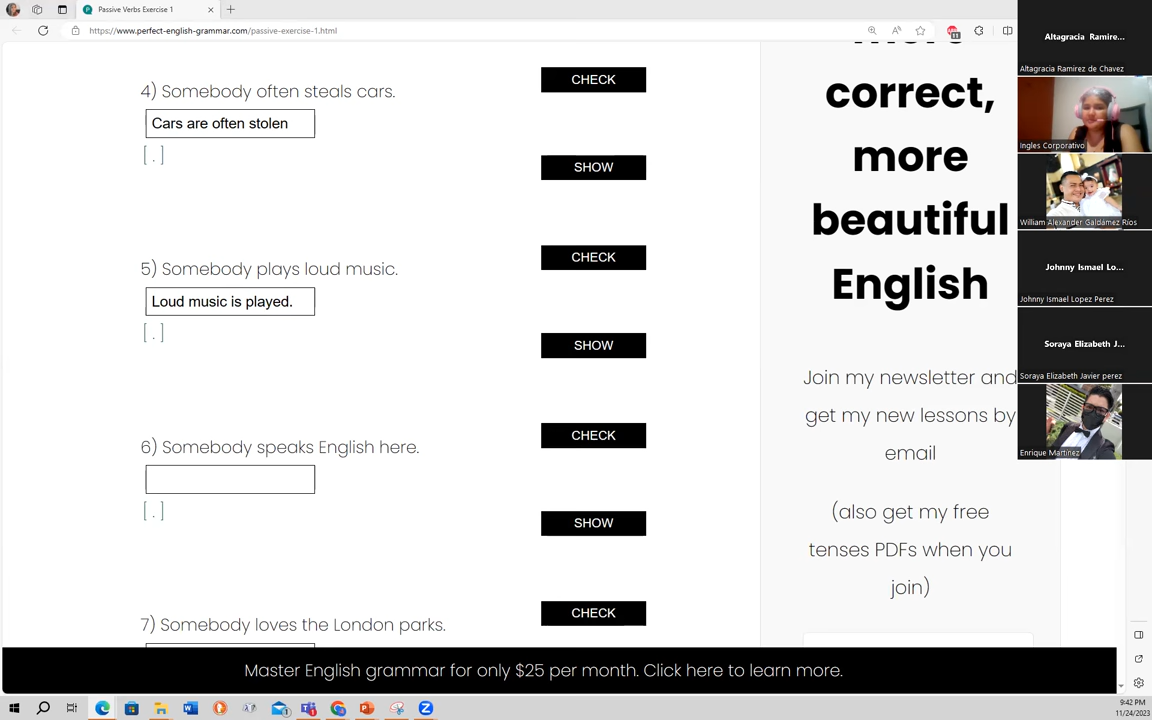 Passive Verbs Exercise 1
https://www.perfect-english-grammar.com/passive-exercise-1.html
4) Somebody often steals cars.
Cars are often stolen
[ . ]
CHECK
SHOW
5) Somebody plays loud music.
Loud music is played.
[ . ]
CHECK
SHOW
6) Somebody speaks English here.
[ . ]
CHECK
SHOW
7) Somebody loves the London parks.
CHECK
more
correct,
more
beautiful
English
Join my newsletter and
get my new lessons by
email
(also get my free
tenses PDFs when you
join)
Master English grammar for only $25 per month. Click here to learn more.
Altagracia Ramire...
Altagracia Ramirez de Chavez
Ingles Corporativo
William Alexander Galdámez Ríos
Johnny Ismael Lo...
Johnny Ismael Lopez Perez
Soraya Elizabeth J...
Soraya Elizabeth Javier perez
Enrique Martinez
9:42 PM
11/24/2023